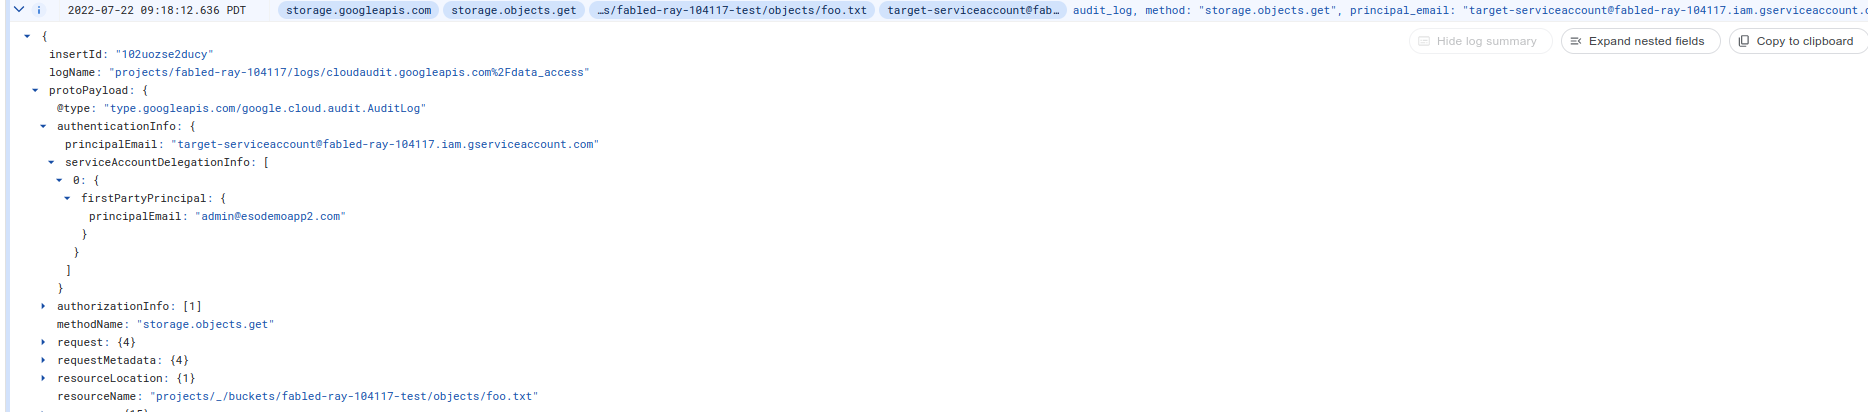 2022-07-22 09:18:12.636 PDT storage.googleapis.com storage.objects.get …s/fabled-ray-104117-test/objects/foo.txt target-serviceaccount@fab… audit_log, method: "storage.objects.get", principal_email: "target-serviceaccount@fabled-ray-104117.iam.gserviceaccount.c
{
Hide log summary Expand nested fields Copy to clipboard
insertId: "102uozse2ducy"
logName: "projects/fabled-ray-104117/logs/cloudaudit.googleapis.com%2Fdata_access"
protoPayload: {
@type: "type.googleapis.com/google.cloud.audit.AuditLog"
authenticationInfo: {
principalEmail: "target-serviceaccount@fabled-ray-104117.iam.gserviceaccount.com"
serviceAccountDelegationInfo: [
0: {
firstPartyPrincipal: {
principalEmail: "admin@esodemoapp2.com"
}
}
]
}
authorizationInfo: [1]
methodName: "storage.objects.get"
request: {4}
requestMetadata: {4}
resourceLocation: {1}
resourceName: "projects/_/buckets/fabled-ray-104117-test/objects/foo.txt"